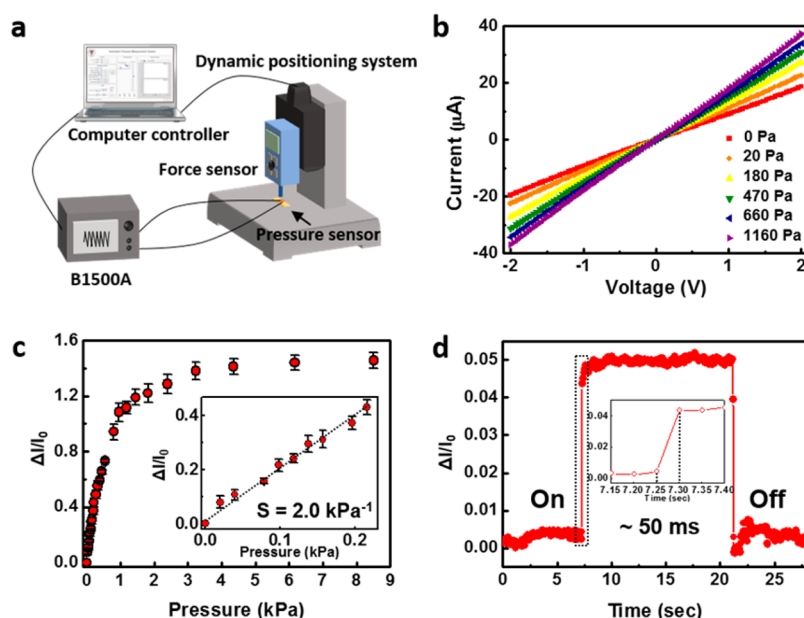 a
Dynamic positioning system
Computer controller
Force sensor
Pressure sensor
B1500A
b
40
20
0
-20
-40
-2
-1
0
1
2
Current (μA)
Voltage (V)
0 Pa
20 Pa
180 Pa
470 Pa
660 Pa
1160 Pa
c
1.6
1.2
0.8
0.4
0.0
0 1 2 3 4 5 6 7 8 9
ΔI/I₀
Pressure (kPa)
0.4
0.2
0.0
0.0 0.1 0.2
ΔI/I₀
Pressure (kPa)
S = 2.0 kPa⁻¹
d
0.05
0.04
0.03
0.02
0.01
0.00
0 5 10 15 20 25
ΔI/I₀
Time (sec)
0.04
0.02
0.00
7.15 7.20 7.25 7.30 7.35 7.40
Time (sec)
On
~ 50 ms
Off